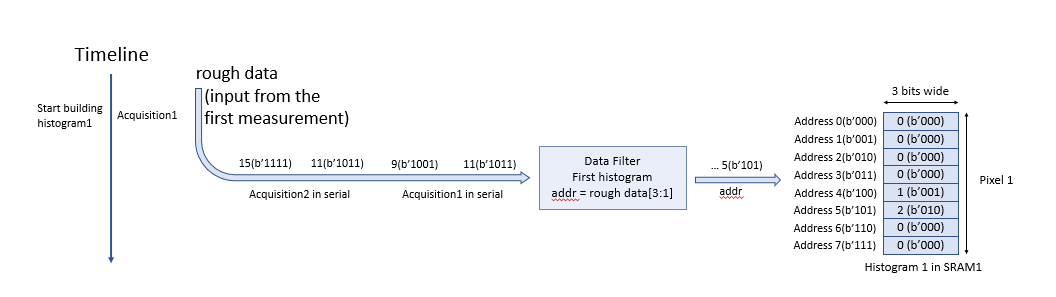 Timeline
Start building
histogram1
Acquisition1
rough data
(input from the
first measurement)
15(b'1111) 11(b'1011) 9(b'1001) 11(b'1011)
Acquisition2 in serial Acquisition1 in serial
Data Filter
First histogram
addr = rough data[3:1]
... 5(b'101)
addr
3 bits wide
Address 0(b'000) 0 (b'000)
Address 1(b'001) 0 (b'000)
Address 2(b'010) 0 (b'000)
Address 3(b'011) 0 (b'000)
Address 4(b'100) 1 (b'001)
Address 5(b'101) 2 (b'010)
Address 6(b'110) 0 (b'000)
Address 7(b'111) 0 (b'000)
Pixel 1
Histogram 1 in SRAM1